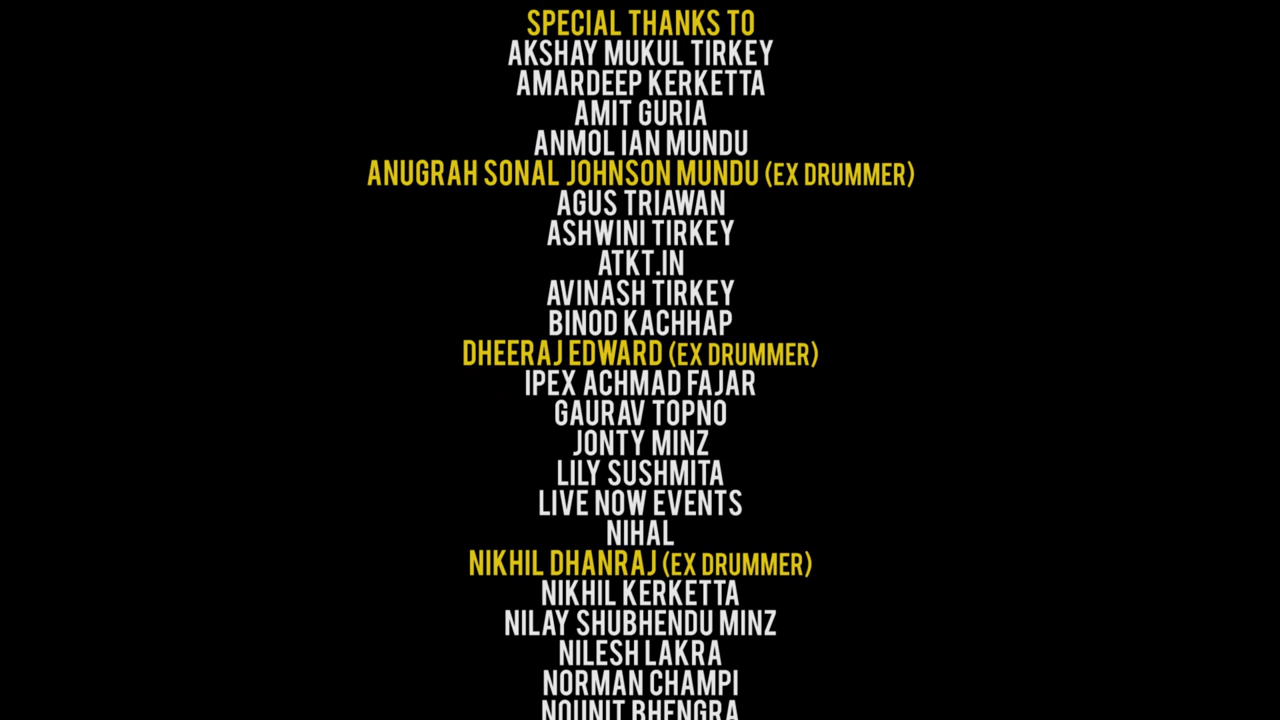 SPECIAL THANKS TO
AKSHAY MUKUL TIRKEY
AMARDEEP KERKETTA
AMIT GURIA
ANMOL IAN MUNDU
ANUGRAH SONAL JOHNSON MUNDU (EX DRUMMER)
AGUS TRIAWAN
ASHWINI TIRKEY
ATKT.IN
AVINASH TIRKEY
BINOD KACHHAP
DHEERAJ EDWARD (EX DRUMMER)
IPEX ACHMAD FAJAR
GAURAV TOPNO
JONTY MINZ
LILY SUSHMITA
LIVE NOW EVENTS
NIHAL
NIKHIL DHANRAJ (EX DRUMMER)
NIKHIL KERKETTA
NILAY SHUBHENDU MINZ
NILESH LAKRA
NORMAN CHAMPI
NOUNIT BHENGRA